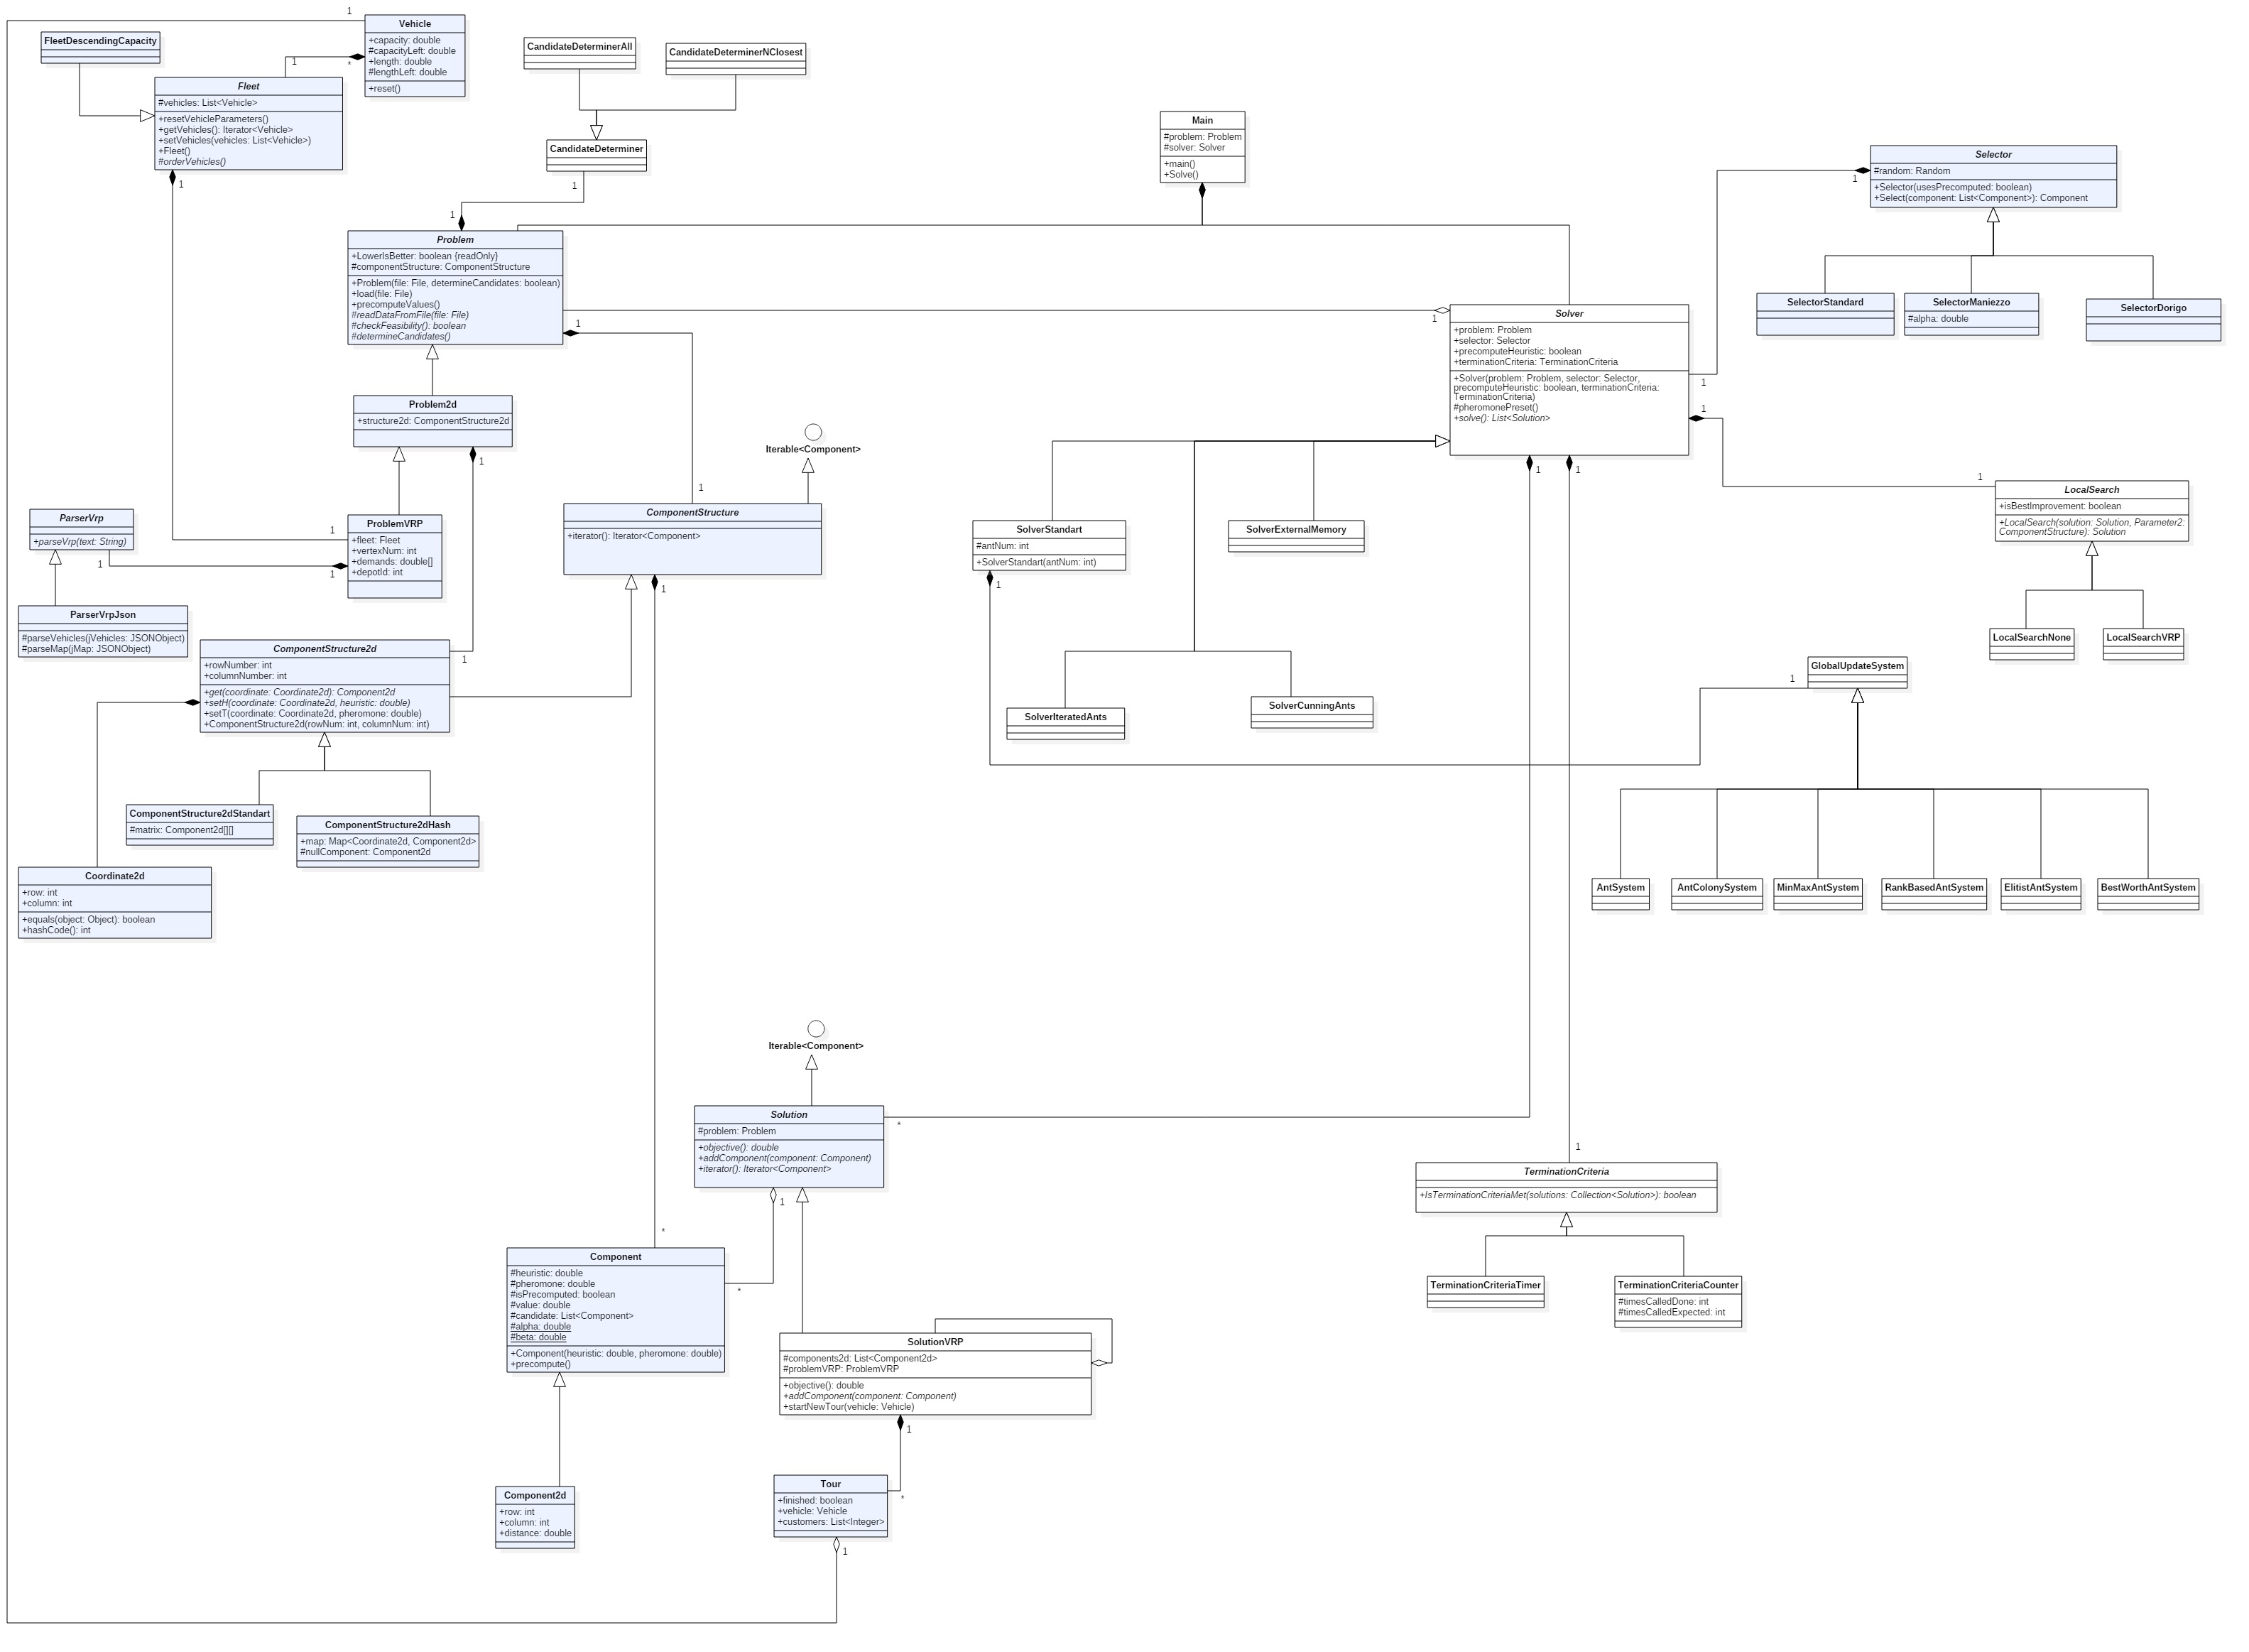 1
Vehicle
+capacity: double
#capacityLeft: double
+length: double
#lengthLeft: double
+reset()
FleetDescendingCapacity
1
*
Fleet
#vehicles: List<Vehicle>
+resetVehicleParameters()
+getVehicles(): Iterator<Vehicle>
+setVehicles(vehicles: List<Vehicle>)
+Fleet()
#orderVehicles()
1
CandidateDeterminerAll
CandidateDeterminerNClosest
CandidateDeterminer
1
1
Main
#problem: Problem
#solver: Solver
+main()
+Solve()
Selector
#random: Random
+Selector(usesPrecomputed: boolean)
+Select(component: List<Component>): Component
1
SelectorStandard
SelectorManiezzo
#alpha: double
SelectorDorigo
Problem
+LowerIsBetter: boolean {readOnly}
#componentStructure: ComponentStructure
+Problem(file: File, determineCandidates: boolean)
+load(file: File)
+precomputeValues()
#readDataFromFile(file: File)
#checkFeasibility(): boolean
#determineCandidates()
1
1
Solver
+problem: Problem
+selector: Selector
+precomputeHeuristic: boolean
+terminationCriteria: TerminationCriteria
+Solver(problem: Problem, selector: Selector,
precomputeHeuristic: boolean, terminationCriteria:
TerminationCriteria)
#pheromonePreset()
+solve(): List<Solution>
1
1
1
1
Problem2d
+structure2d: ComponentStructure2d
1
Iterable<Component>
1
ComponentStructure
+iterator(): Iterator<Component>
1
ParserVrp
+parseVrp(text: String)
1
1
1
ProblemVRP
+fleet: Fleet
+vertexNum: int
+demands: double[]
+depotId: int
ParserVrpJson
#parseVehicles(jVehicles: JSONObject)
#parseMap(jMap: JSONObject)
ComponentStructure2d
+rowNumber: int
+columnNumber: int
+get(coordinate: Coordinate2d): Component2d
+setH(coordinate: Coordinate2d, heuristic: double)
+setT(coordinate: Coordinate2d, pheromone: double)
+ComponentStructure2d(rowNum: int, columnNum: int)
1
SolverStandart
#antNum: int
+SolverStandart(antNum: int)
1
SolverExternalMemory
1
LocalSearch
+isBestImprovement: boolean
+LocalSearch(solution: Solution, Parameter2:
ComponentStructure): Solution
LocalSearchNone
LocalSearchVRP
SolverIteratedAnts
SolverCunningAnts
1
GlobalUpdateSystem
ComponentStructure2dStandart
#matrix: Component2d[][]
ComponentStructure2dHash
+map: Map<Coordinate2d, Component2d>
#nullComponent: Component2d
Coordinate2d
+row: int
+column: int
+equals(object: Object): boolean
+hashCode(): int
AntSystem
AntColonySystem
MinMaxAntSystem
RankBasedAntSystem
ElitistAntSystem
BestWorthAntSystem
Iterable<Component>
Solution
#problem: Problem
+objective(): double
+addComponent(component: Component)
+iterator(): Iterator<Component>
*
1
1
TerminationCriteria
+IsTerminationCriteriaMet(solutions: Collection<Solution>): boolean
TerminationCriteriaTimer
TerminationCriteriaCounter
#timesCalledDone: int
#timesCalledExpected: int
*
Component
#heuristic: double
#pheromone: double
#isPrecomputed: boolean
#value: double
#candidate: List<Component>
#alpha: double
#beta: double
+Component(heuristic: double, pheromone: double)
+precompute()
*
SolutionVRP
#components2d: List<Component2d>
#problemVRP: ProblemVRP
+objective(): double
+addComponent(component: Component)
+startNewTour(vehicle: Vehicle)
1
Component2d
+row: int
+column: int
+distance: double
Tour
+finished: boolean
+vehicle: Vehicle
+customers: List<Integer>
*
1